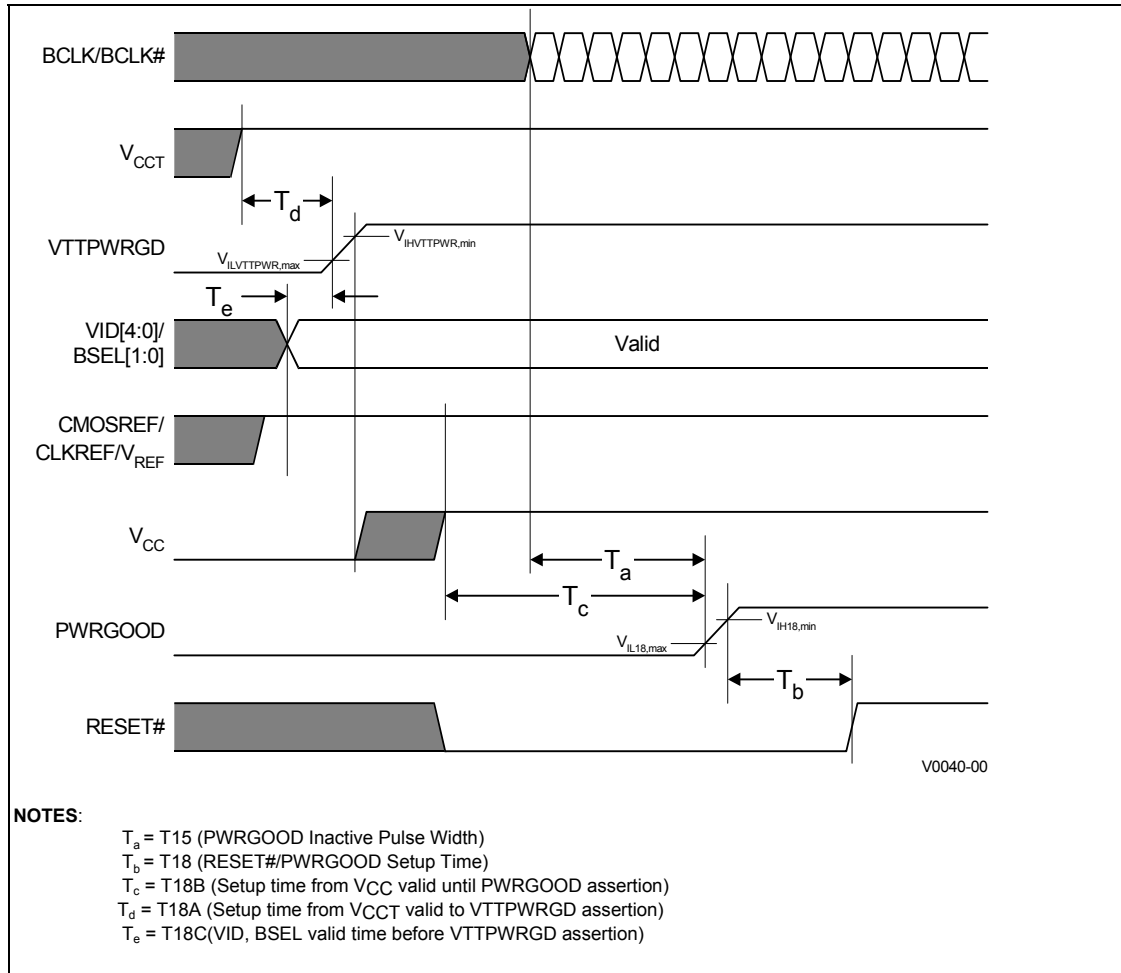 BCLK/BCLK#
VCCT
Td
VTTPWRGD
VIHVTTPWR,min
VILVTTPWR,max
Te
VID[4:0]/
BSEL[1:0]
Valid
CMOSREF/
CLKREF/VREF
VCC
Ta
Tc
PWRGOOD
VIH18,min
VIL18,max
Tb
RESET#
V0040-00
NOTES:
Ta = T15 (PWRGOOD Inactive Pulse Width)
Tb = T18 (RESET#/PWRGOOD Setup Time)
Tc = T18B (Setup time from VCC valid until PWRGOOD assertion)
Td = T18A (Setup time from VCCT valid to VTTPWRGD assertion)
Te = T18C(VID, BSEL valid time before VTTPWRGD assertion)